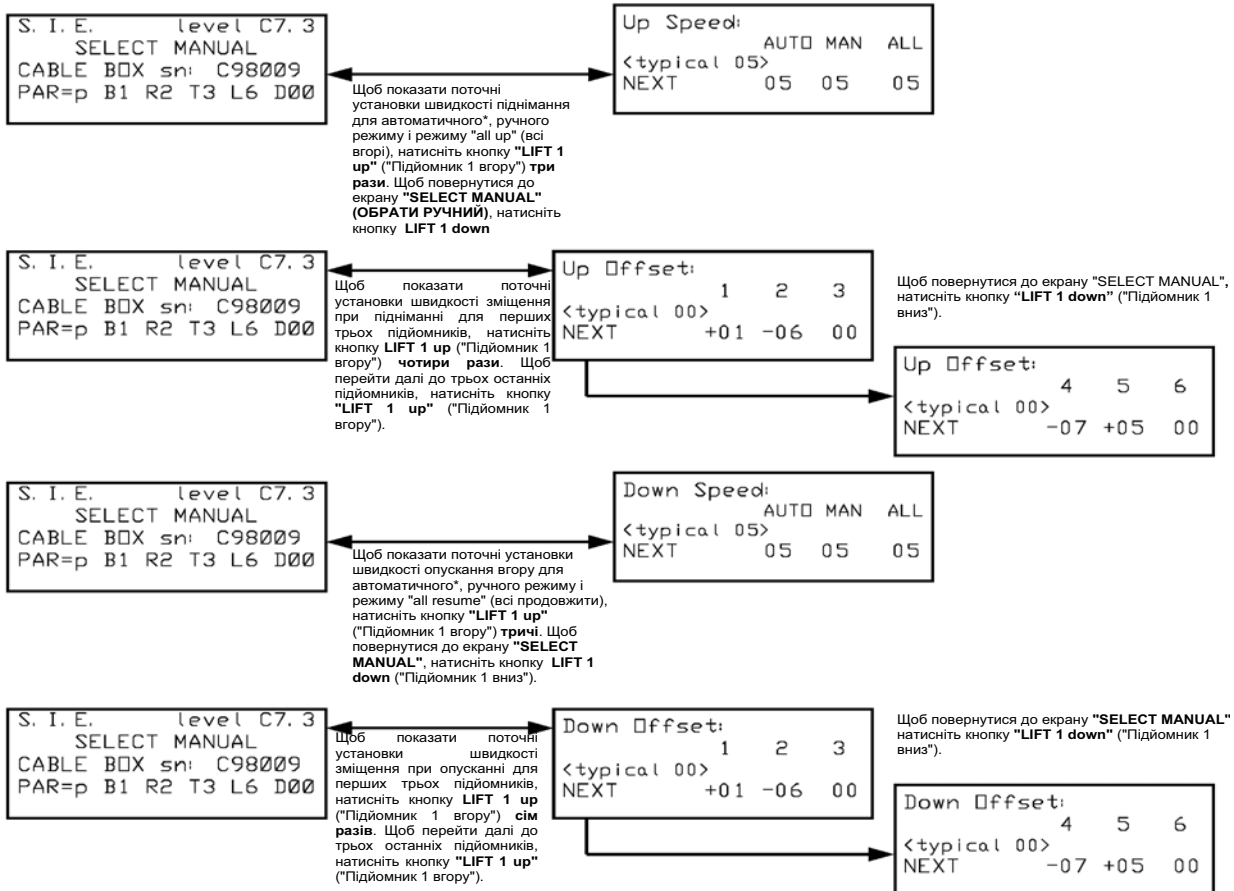 S. I. E. level C7. 3
SELECT MANUAL
CABLE BOX sn: C98009
PAR=p B1 R2 T3 L6 D00
Щоб показати поточні
установки швидкості піднімання
для автоматичного*, ручного
режиму і режиму "all up" (всі
вгорі), натисніть кнопку "LIFT 1
up" ("Підйомник 1 вгору") три
рази. Щоб повернутися до
екрану "SELECT MANUAL"
(ОБРАТИ РУЧНИЙ), натисніть
кнопку LIFT 1 down
Up Speed:
AUTO MAN ALL
<typical 05>
NEXT 05 05 05
S. I. E. level C7. 3
SELECT MANUAL
CABLE BOX sn: C98009
PAR=p B1 R2 T3 L6 D00
Щоб показати поточні
установки швидкості зміщення
при підніманні для перших
трьох підйомників, натисніть
кнопку LIFT 1 up ("Підйомник 1
вгору") чотири рази. Щоб
перейти далі до трьох останніх
підйомників, натисніть кнопку
"LIFT 1 up" ("Підйомник 1
вгору").
Up Offset:
1 2 3
<typical 00>
NEXT +01 -06 00
Щоб повернутися до екрану "SELECT MANUAL",
натисніть кнопку “LIFT 1 down” ("Підйомник 1
вниз").
Up Offset:
4 5 6
<typical 00>
NEXT -07 +05 00
S. I. E. level C7. 3
SELECT MANUAL
CABLE BOX sn: C98009
PAR=p B1 R2 T3 L6 D00
Щоб показати поточні установки
швидкості опускання вгору для
автоматичного*, ручного режиму і
режиму "all resume" (всі продовжити),
натисніть кнопку "LIFT 1 up"
("Підйомник 1 вгору") тричі. Щоб
повернутися до екрану "SELECT
MANUAL", натисніть кнопку LIFT 1
down ("Підйомник 1 вниз").
Down Speed:
AUTO MAN ALL
<typical 05>
NEXT 05 05 05
S. I. E. level C7. 3
SELECT MANUAL
CABLE BOX sn: C98009
PAR=p B1 R2 T3 L6 D00
Щоб показати поточні
установки швидкості
зміщення при опусканні для
перших трьох підйомників,
натисніть кнопку LIFT 1 up
("Підйомник 1 вгору") сім
разів. Щоб перейти далі до
трьох останніх підйомників,
натисніть кнопку "LIFT 1 up"
("Підйомник 1 вгору").
Down Offset:
1 2 3
<typical 00>
NEXT +01 -06 00
Щоб повернутися до екрану "SELECT MANUAL"
натисніть кнопку "LIFT 1 down" ("Підйомник 1
вниз").
Down Offset:
4 5 6
<typical 00>
NEXT -07 +05 00